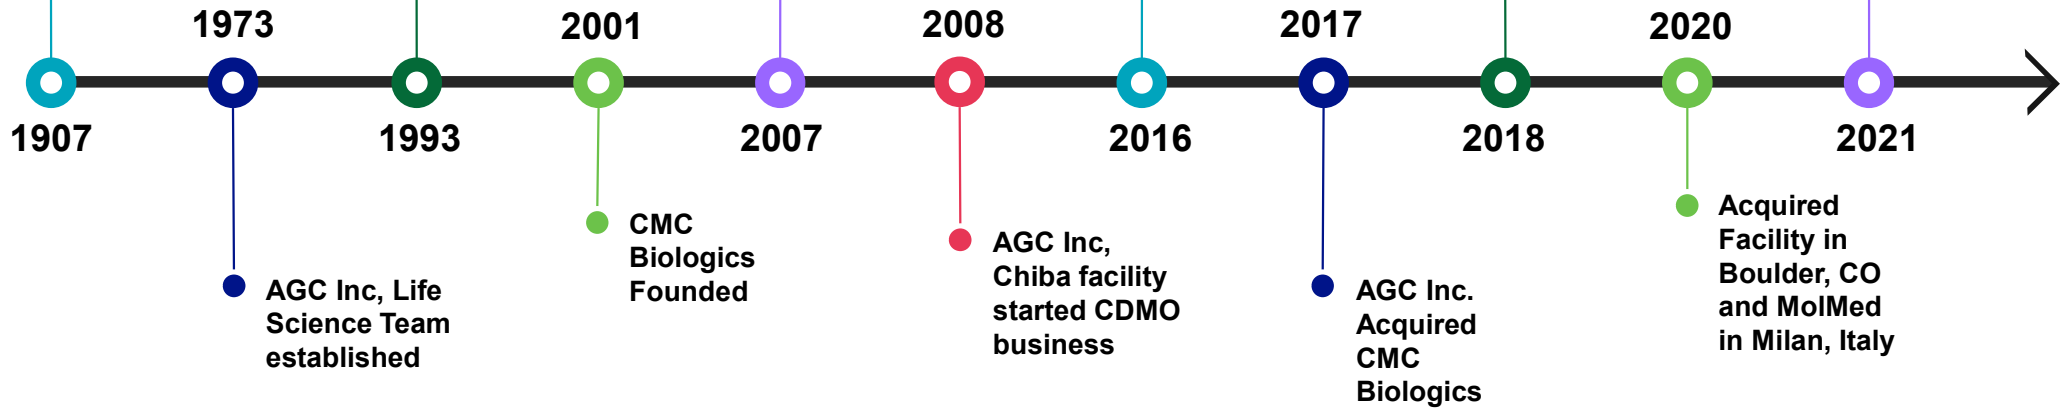 1973
2001
2008
2017
2020
1907
1993
2007
2016
2018
2021
AGC Inc, Life
Science Team
established
CMC
Biologics
Founded
AGC Inc,
Chiba facility
started CDMO
business
AGC Inc.
Acquired
CMC
Biologics
Acquired
Facility in
Boulder, CO
and MolMed
in Milan, Italy